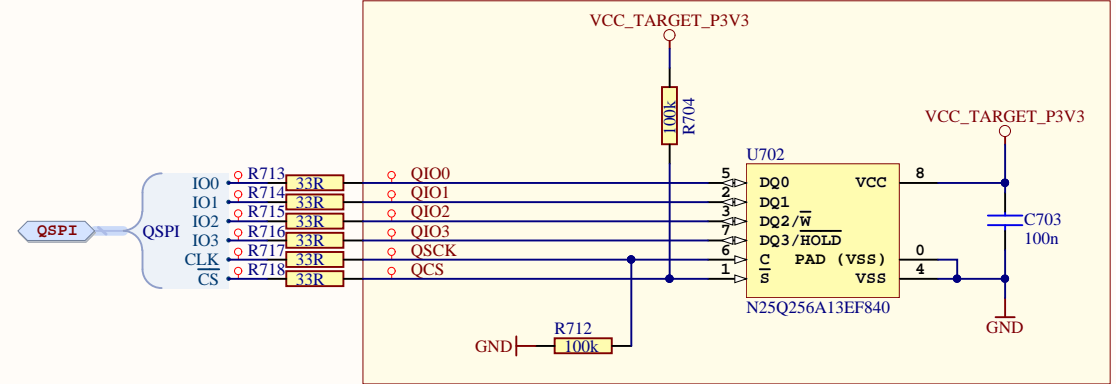 VCC_TARGET_P3V3
100k
R704
VCC_TARGET_P3V3
U702
QSPI
QSPI
IO0 R713 33R QIO0 5 DQ0 VCC 8
IO1 R714 33R QIO1 2 DQ1
IO2 R715 33R QIO2 3 DQ2/W
IO3 R716 33R QIO3 7 DQ3/HOLD
CLK R717 33R QSCK 6 C PAD (VSS) 0
CS R718 33R QCS 1 S VSS 4
C703
100n
N25Q256A13EF840
GND
R712
GND 100k